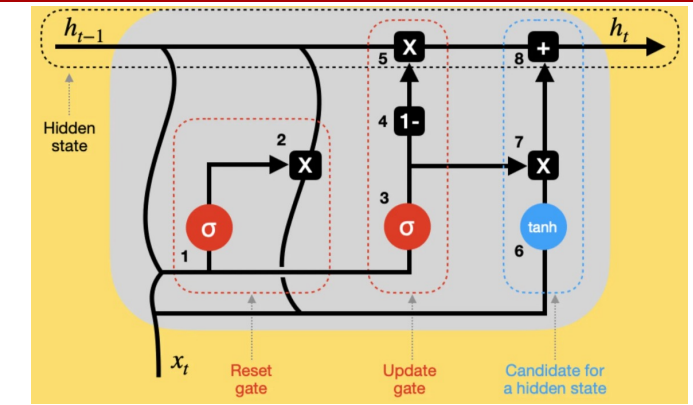 h_{t-1}
h_t
5
X
8
+
Hidden
state
4
1-
2
X
7
X
3
σ
σ
tanh
1
6
x_t
Reset
gate
Update
gate
Candidate for
a hidden state